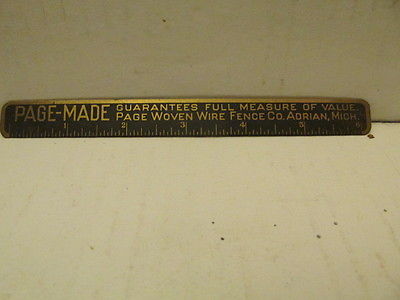 PAGE-MADE GUARANTEES FULL MEASURE OF VALUE.
PAGE WOVEN WIRE FENCE CO. ADRIAN, MICH.
1 2 3 4 5 6